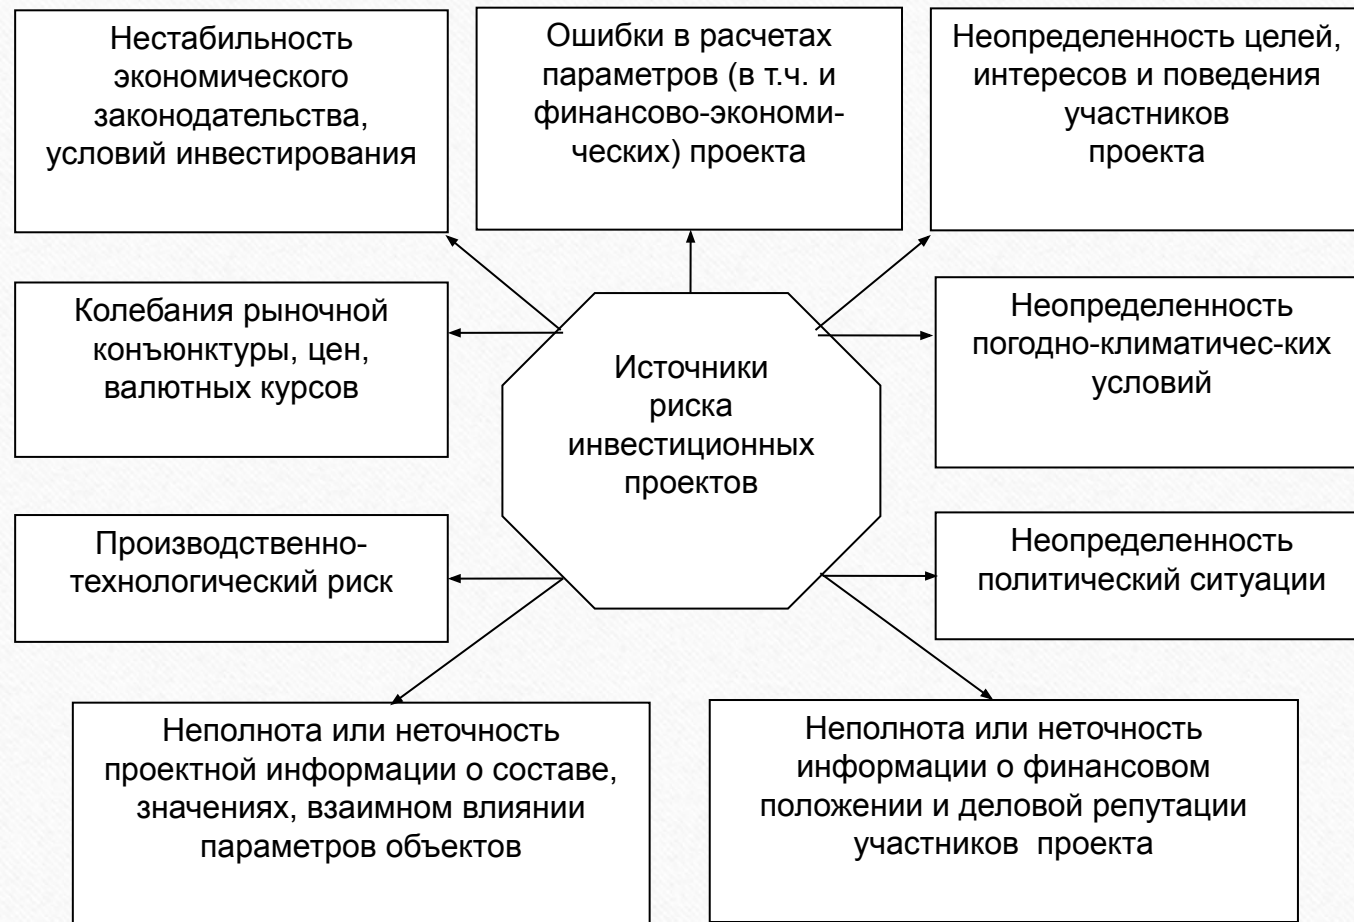 Нестабильность
экономического
законодательства,
условий инвестирования
Ошибки в расчетах
параметров (в т.ч. и
финансово-экономи-
ческих) проекта
Неопределенность целей,
интересов и поведения
участников
проекта
Колебания рыночной
конъюнктуры, цен,
валютных курсов
Источники
риска
инвестиционных
проектов
Неопределенность
погодно-климатичес-ких
условий
Производственно-
технологический риск
Неопределенность
политический ситуации
Неполнота или неточность
проектной информации о составе,
значениях, взаимном влиянии
параметров объектов
Неполнота или неточность
информации о финансовом
положении и деловой репутации
участников проекта